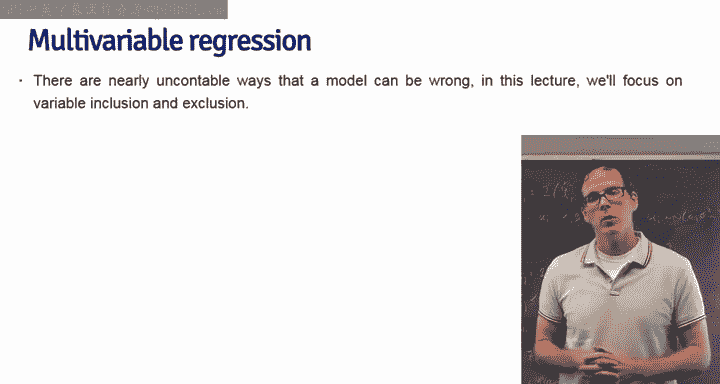 Multivariable regression
· There are nearly uncontable ways that a model can be wrong, in this lecture, we'll focus on
variable inclusion and exclusion.